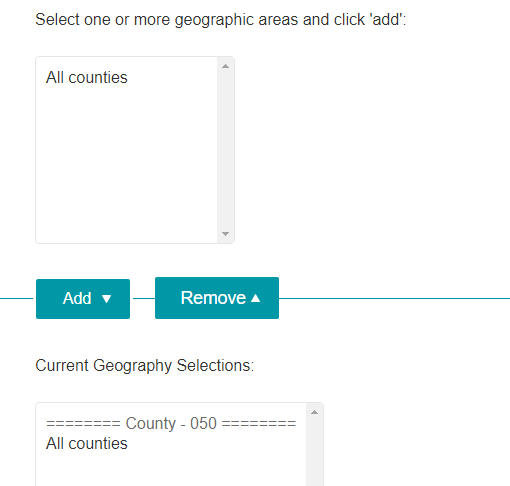 Select one or more geographic areas and click 'add':
All counties
Add ▼ Remove ▲
Current Geography Selections:
======== County - 050 ========
All counties